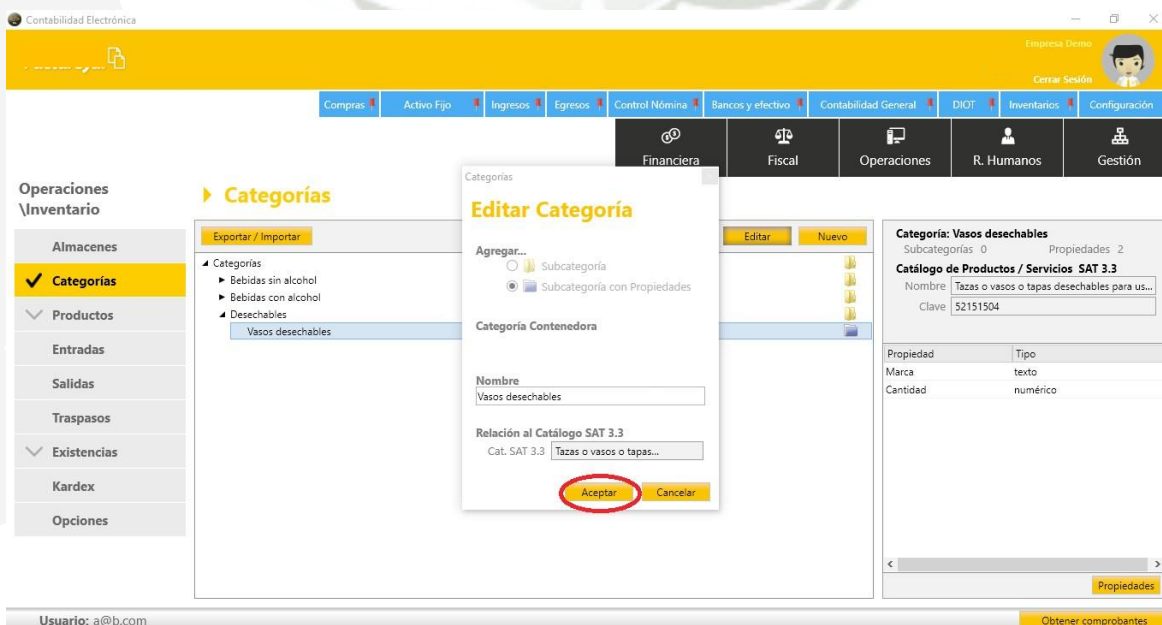 Contabilidad Electrónica
Empresa Demo
Cerrar Sesión
Compras Activo Fijo Ingresos Egresos Control Nómina Bancos y efectivo Contabilidad General DIOT Inventarios Configuración
Financiera Fiscal Operaciones R. Humanos Gestión
Operaciones
\Inventario
Almacenes
Categorías
Productos
Entradas
Salidas
Traspasos
Existencias
Kardex
Opciones
Categorías
Exportar / Importar Editar Nuevo
Categorías
Bebidas sin alcohol
Bebidas con alcohol
Desechables
Vasos desechables
Categorías
Editar Categoría
Agregar...
Subcategoría
Subcategoría con Propiedades
Categoría Contenedora
Nombre
Vasos desechables
Relación al Catálogo SAT 3.3
Cat. SAT 3.3 Tazas o vasos o tapas...
Aceptar Cancelar
Categoría: Vasos desechables
Subcategorías 0 Propiedades 2
Catálogo de Productos / Servicios SAT 3.3
Nombre Tazas o vasos o tapas desechables para us...
Clave 52151504
Propiedad Tipo
Marca texto
Cantidad numérico
Propiedades
Usuario: a@b.com Obtener comprobantes